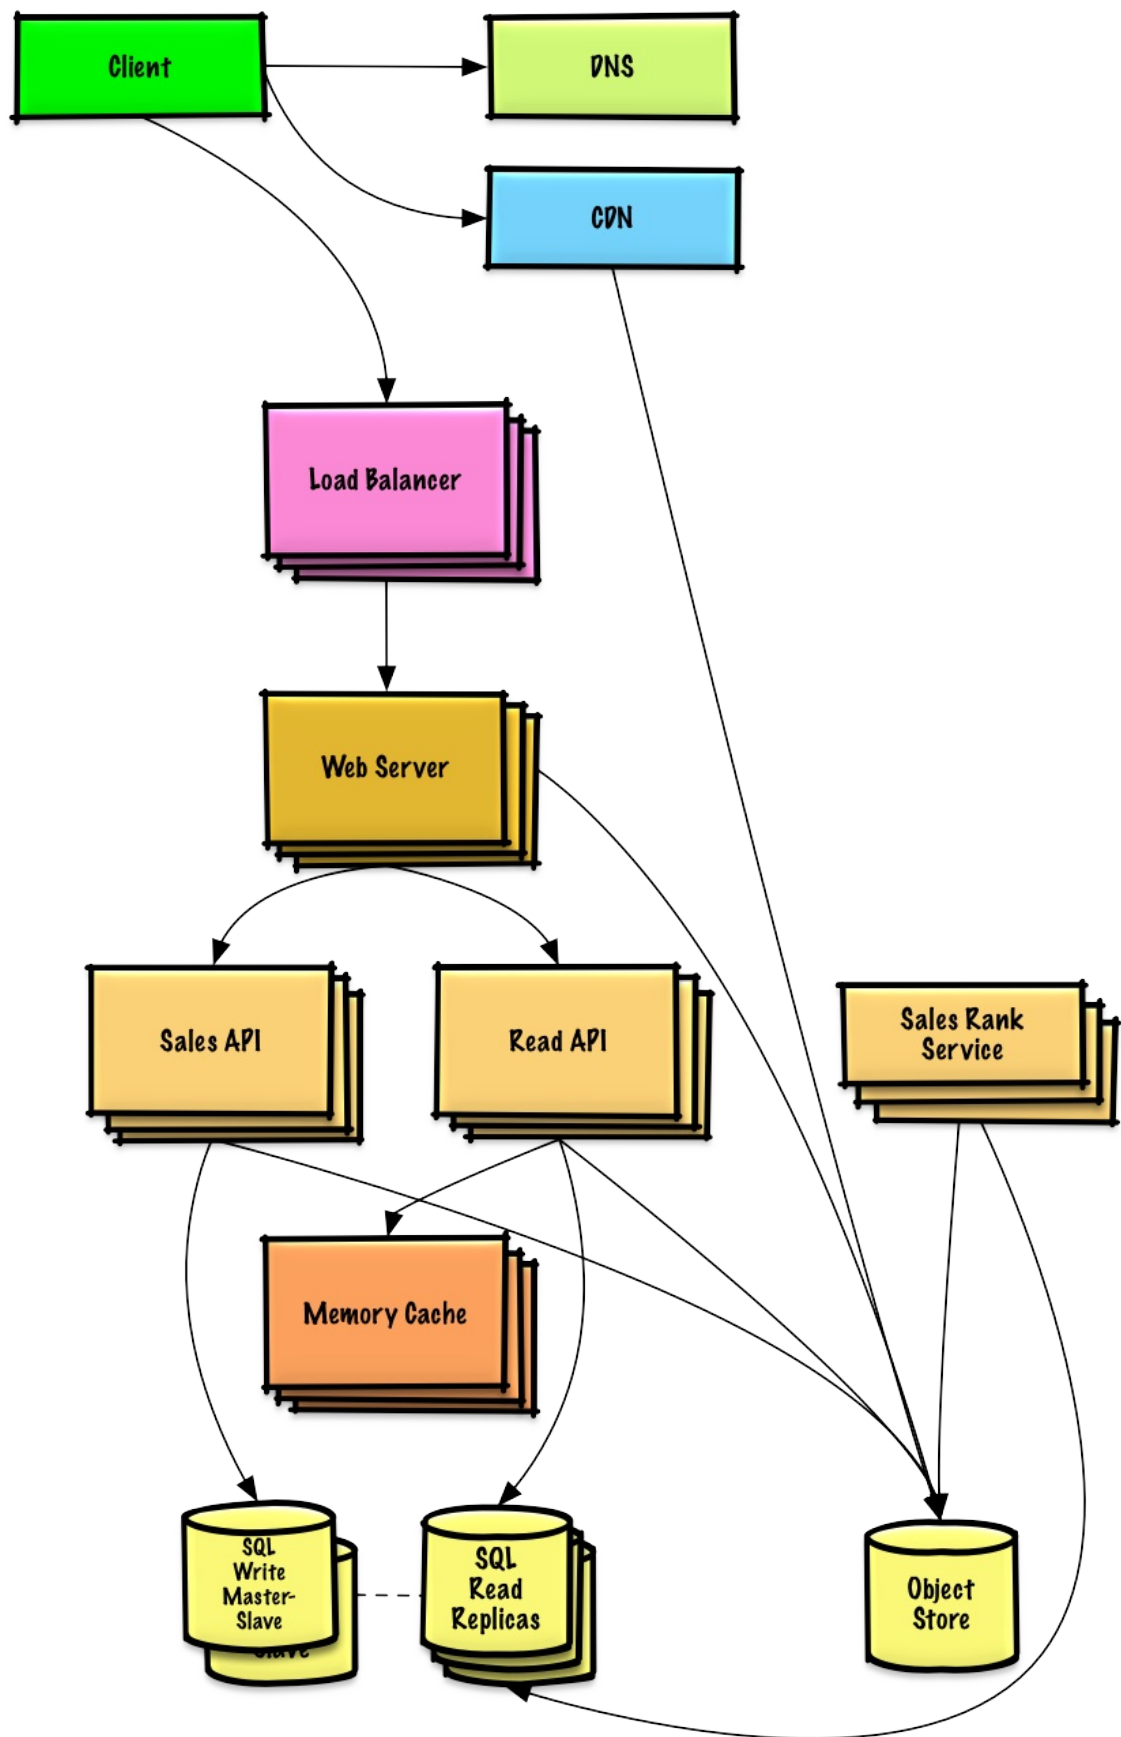 Client
DNS
CDN
Load Balancer
Web Server
Sales API
Read API
Sales Rank
Service
Memory Cache
SQL
Write
Master-
Slave
Slave
SQL
Read
Replicas
Object
Store